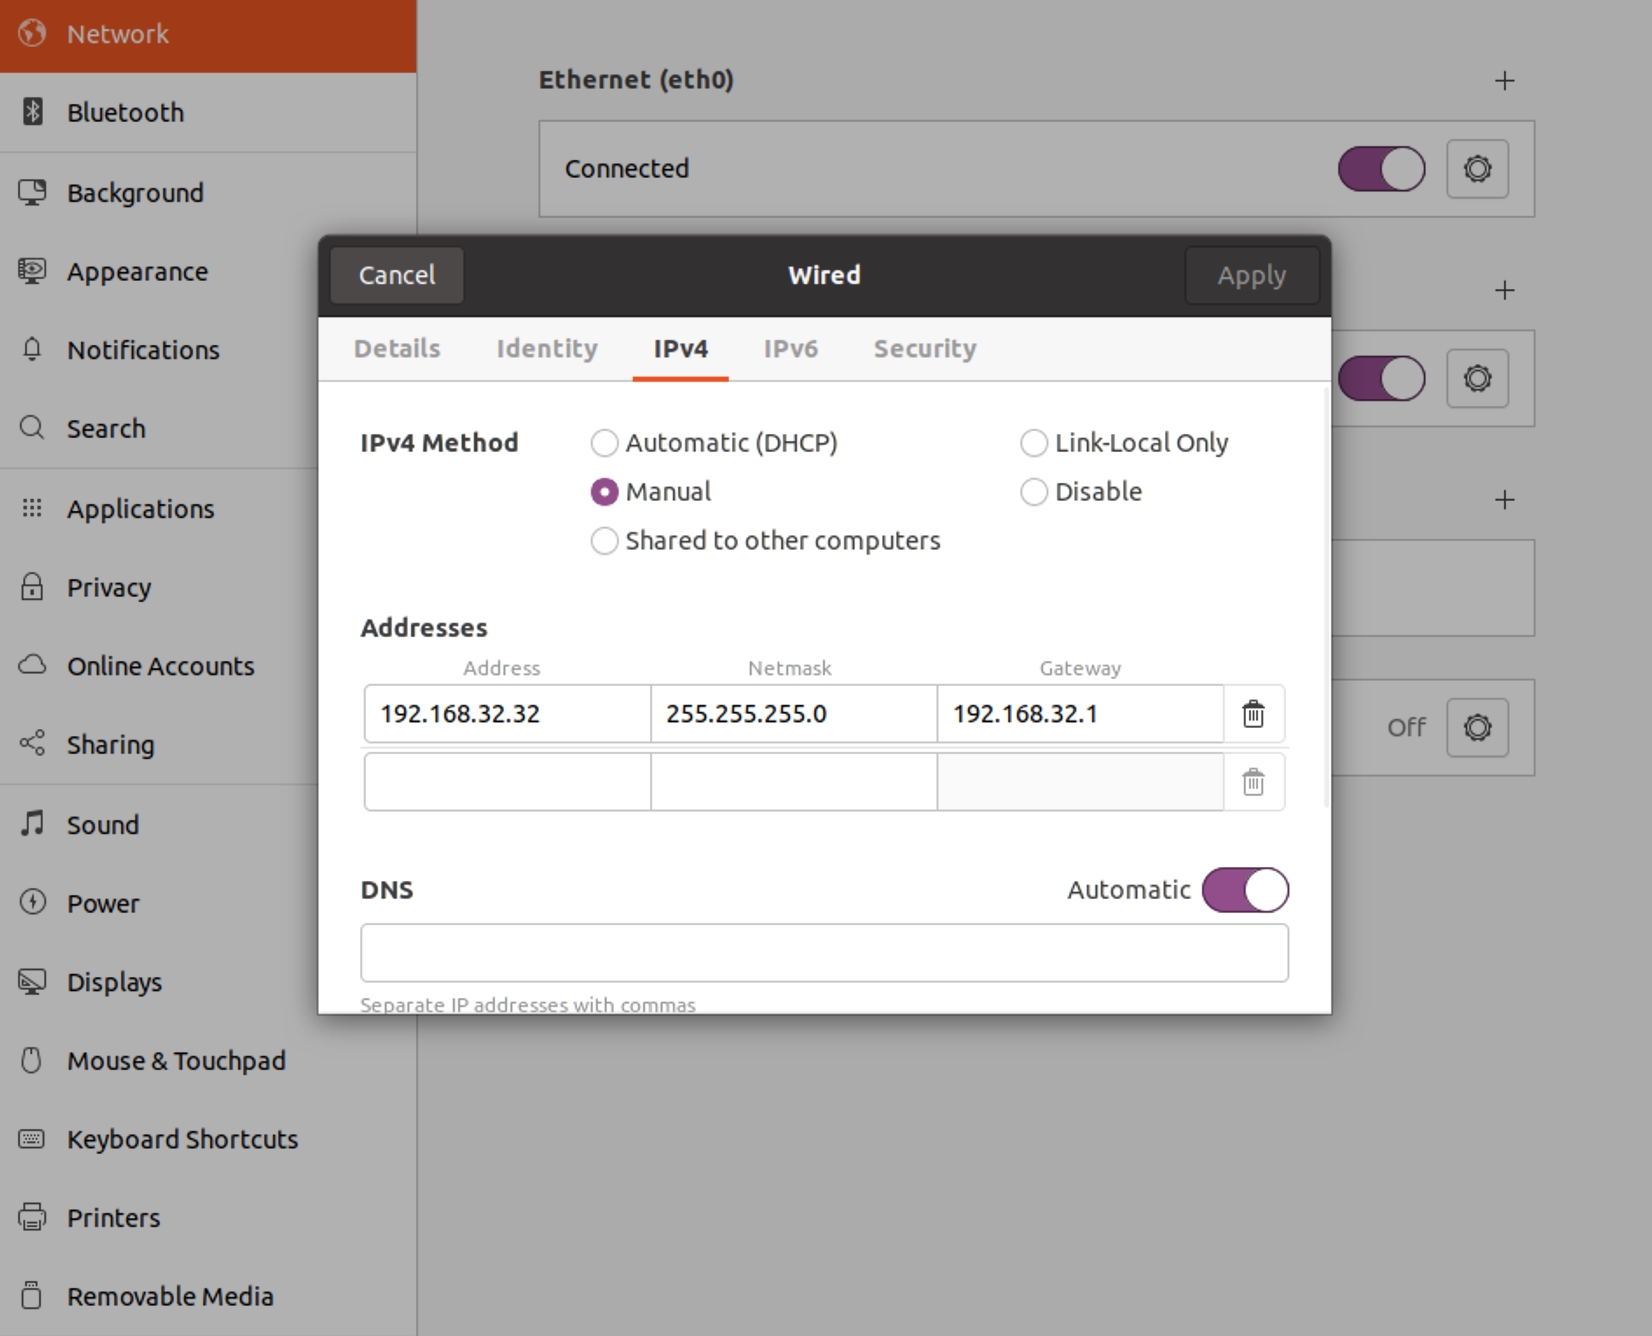 Network
Bluetooth
Background
Appearance
Notifications
Search
Applications
Privacy
Online Accounts
Sharing
Sound
Power
Displays
Mouse & Touchpad
Keyboard Shortcuts
Printers
Removable Media
Ethernet (eth0)
Connected
Off
Cancel
Wired
Apply
Details Identity IPv4 IPv6 Security
IPv4 Method
Automatic (DHCP)
Link-Local Only
Manual
Disable
Shared to other computers
Addresses
Address Netmask Gateway
192.168.32.32 255.255.255.0 192.168.32.1
DNS
Automatic
Separate IP addresses with commas